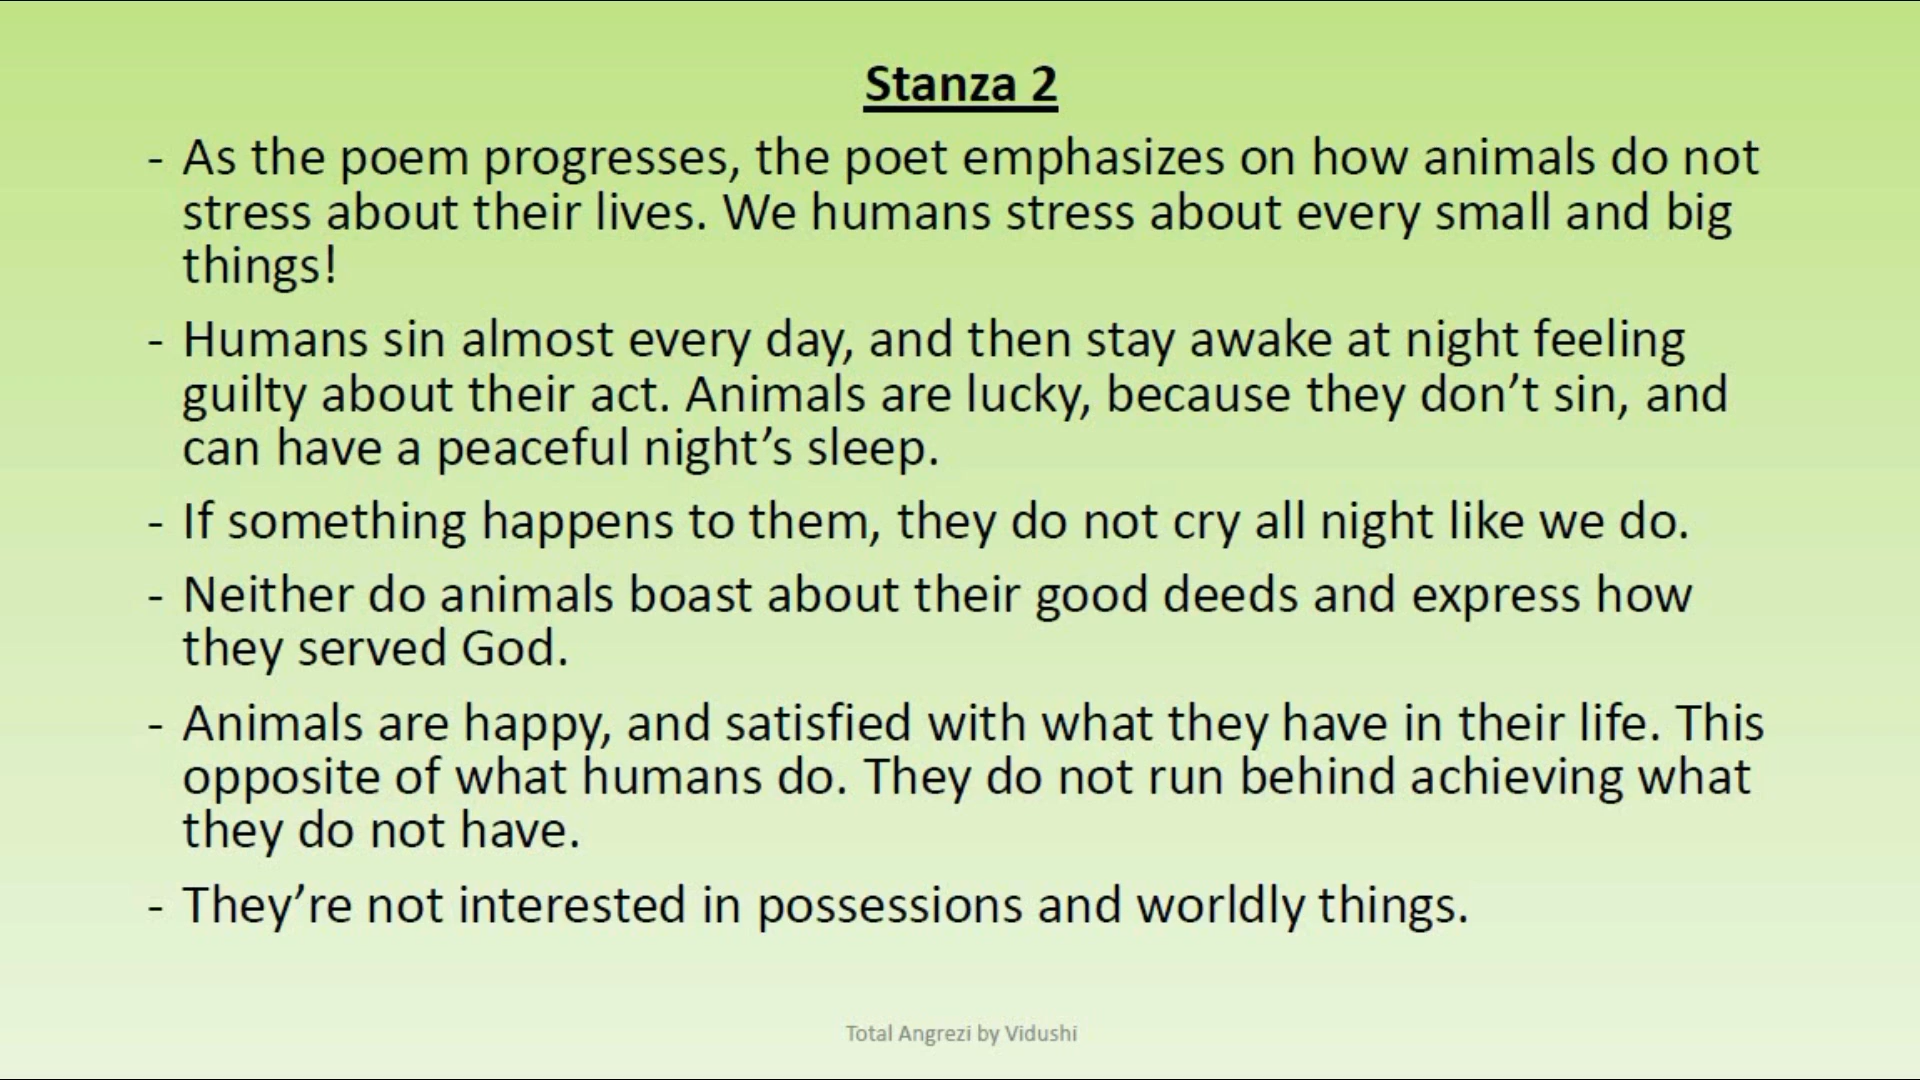 Stanza 2
- As the poem progresses, the poet emphasizes on how animals do not
stress about their lives. We humans stress about every small and big
things!
- Humans sin almost every day, and then stay awake at night feeling
guilty about their act. Animals are lucky, because they don’t sin, and
can have a peaceful night’s sleep.
- If something happens to them, they do not cry all night like we do.
- Neither do animals boast about their good deeds and express how
they served God.
- Animals are happy, and satisfied with what they have in their life. This
opposite of what humans do. They do not run behind achieving what
they do not have.
- They’re not interested in possessions and worldly things.
Total Angrezi by Vidushi